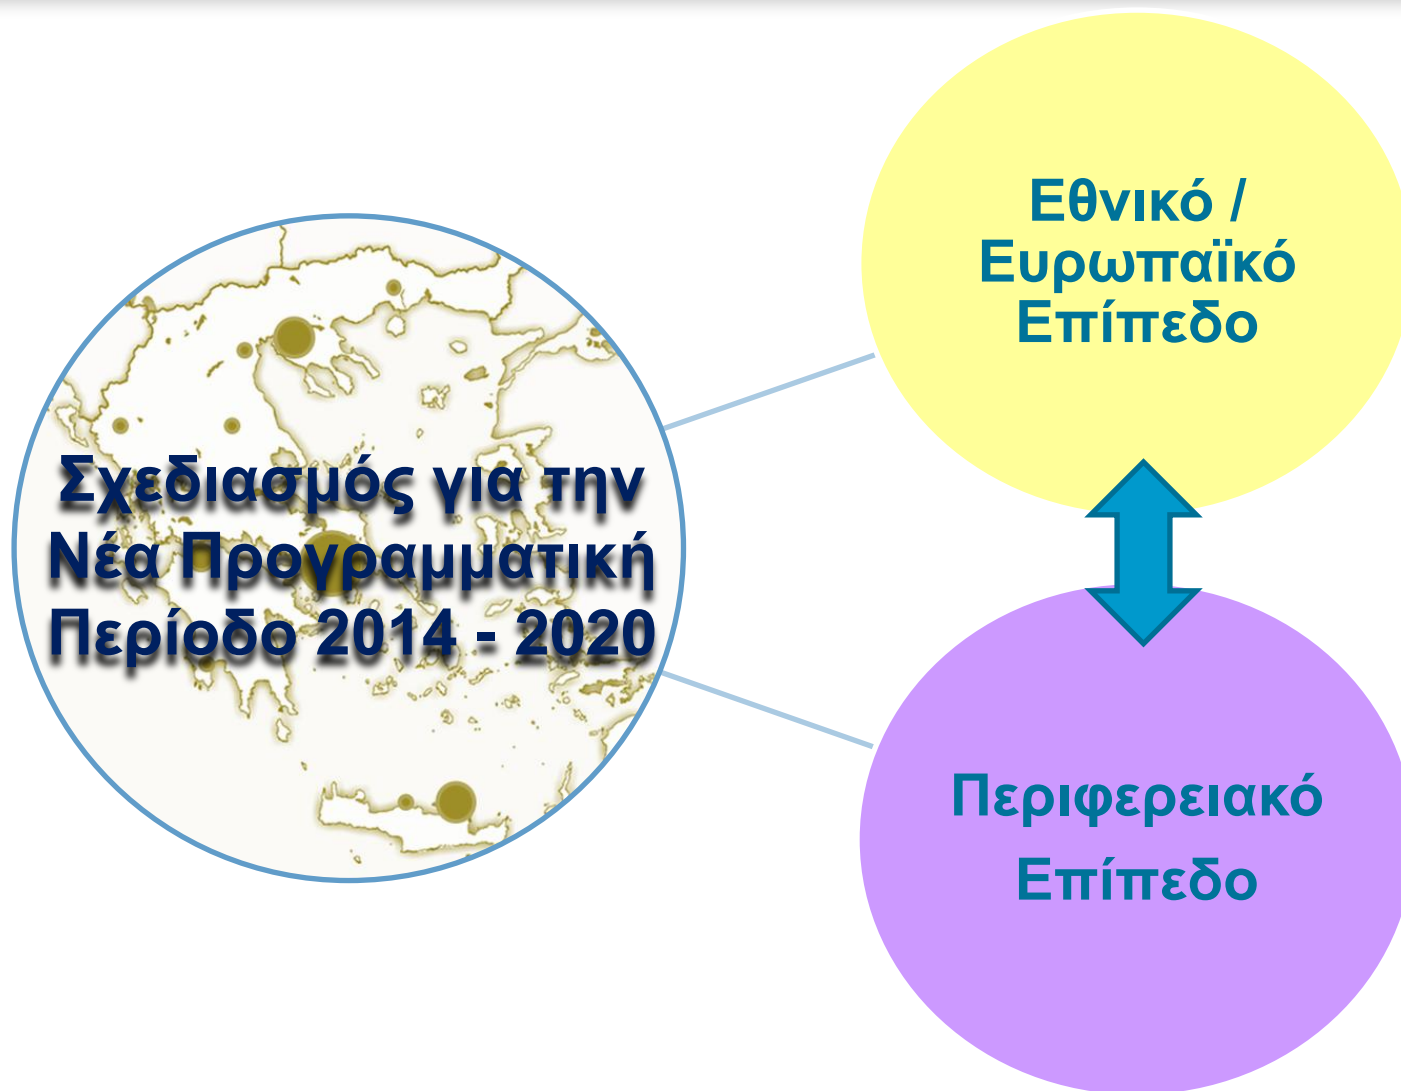 Σχεδιασμός για την
Νέα Προγραμματική
Περίοδο 2014 - 2020
Εθνικό /
Ευρωπαϊκό
Επίπεδο
Περιφερειακό
Επίπεδο